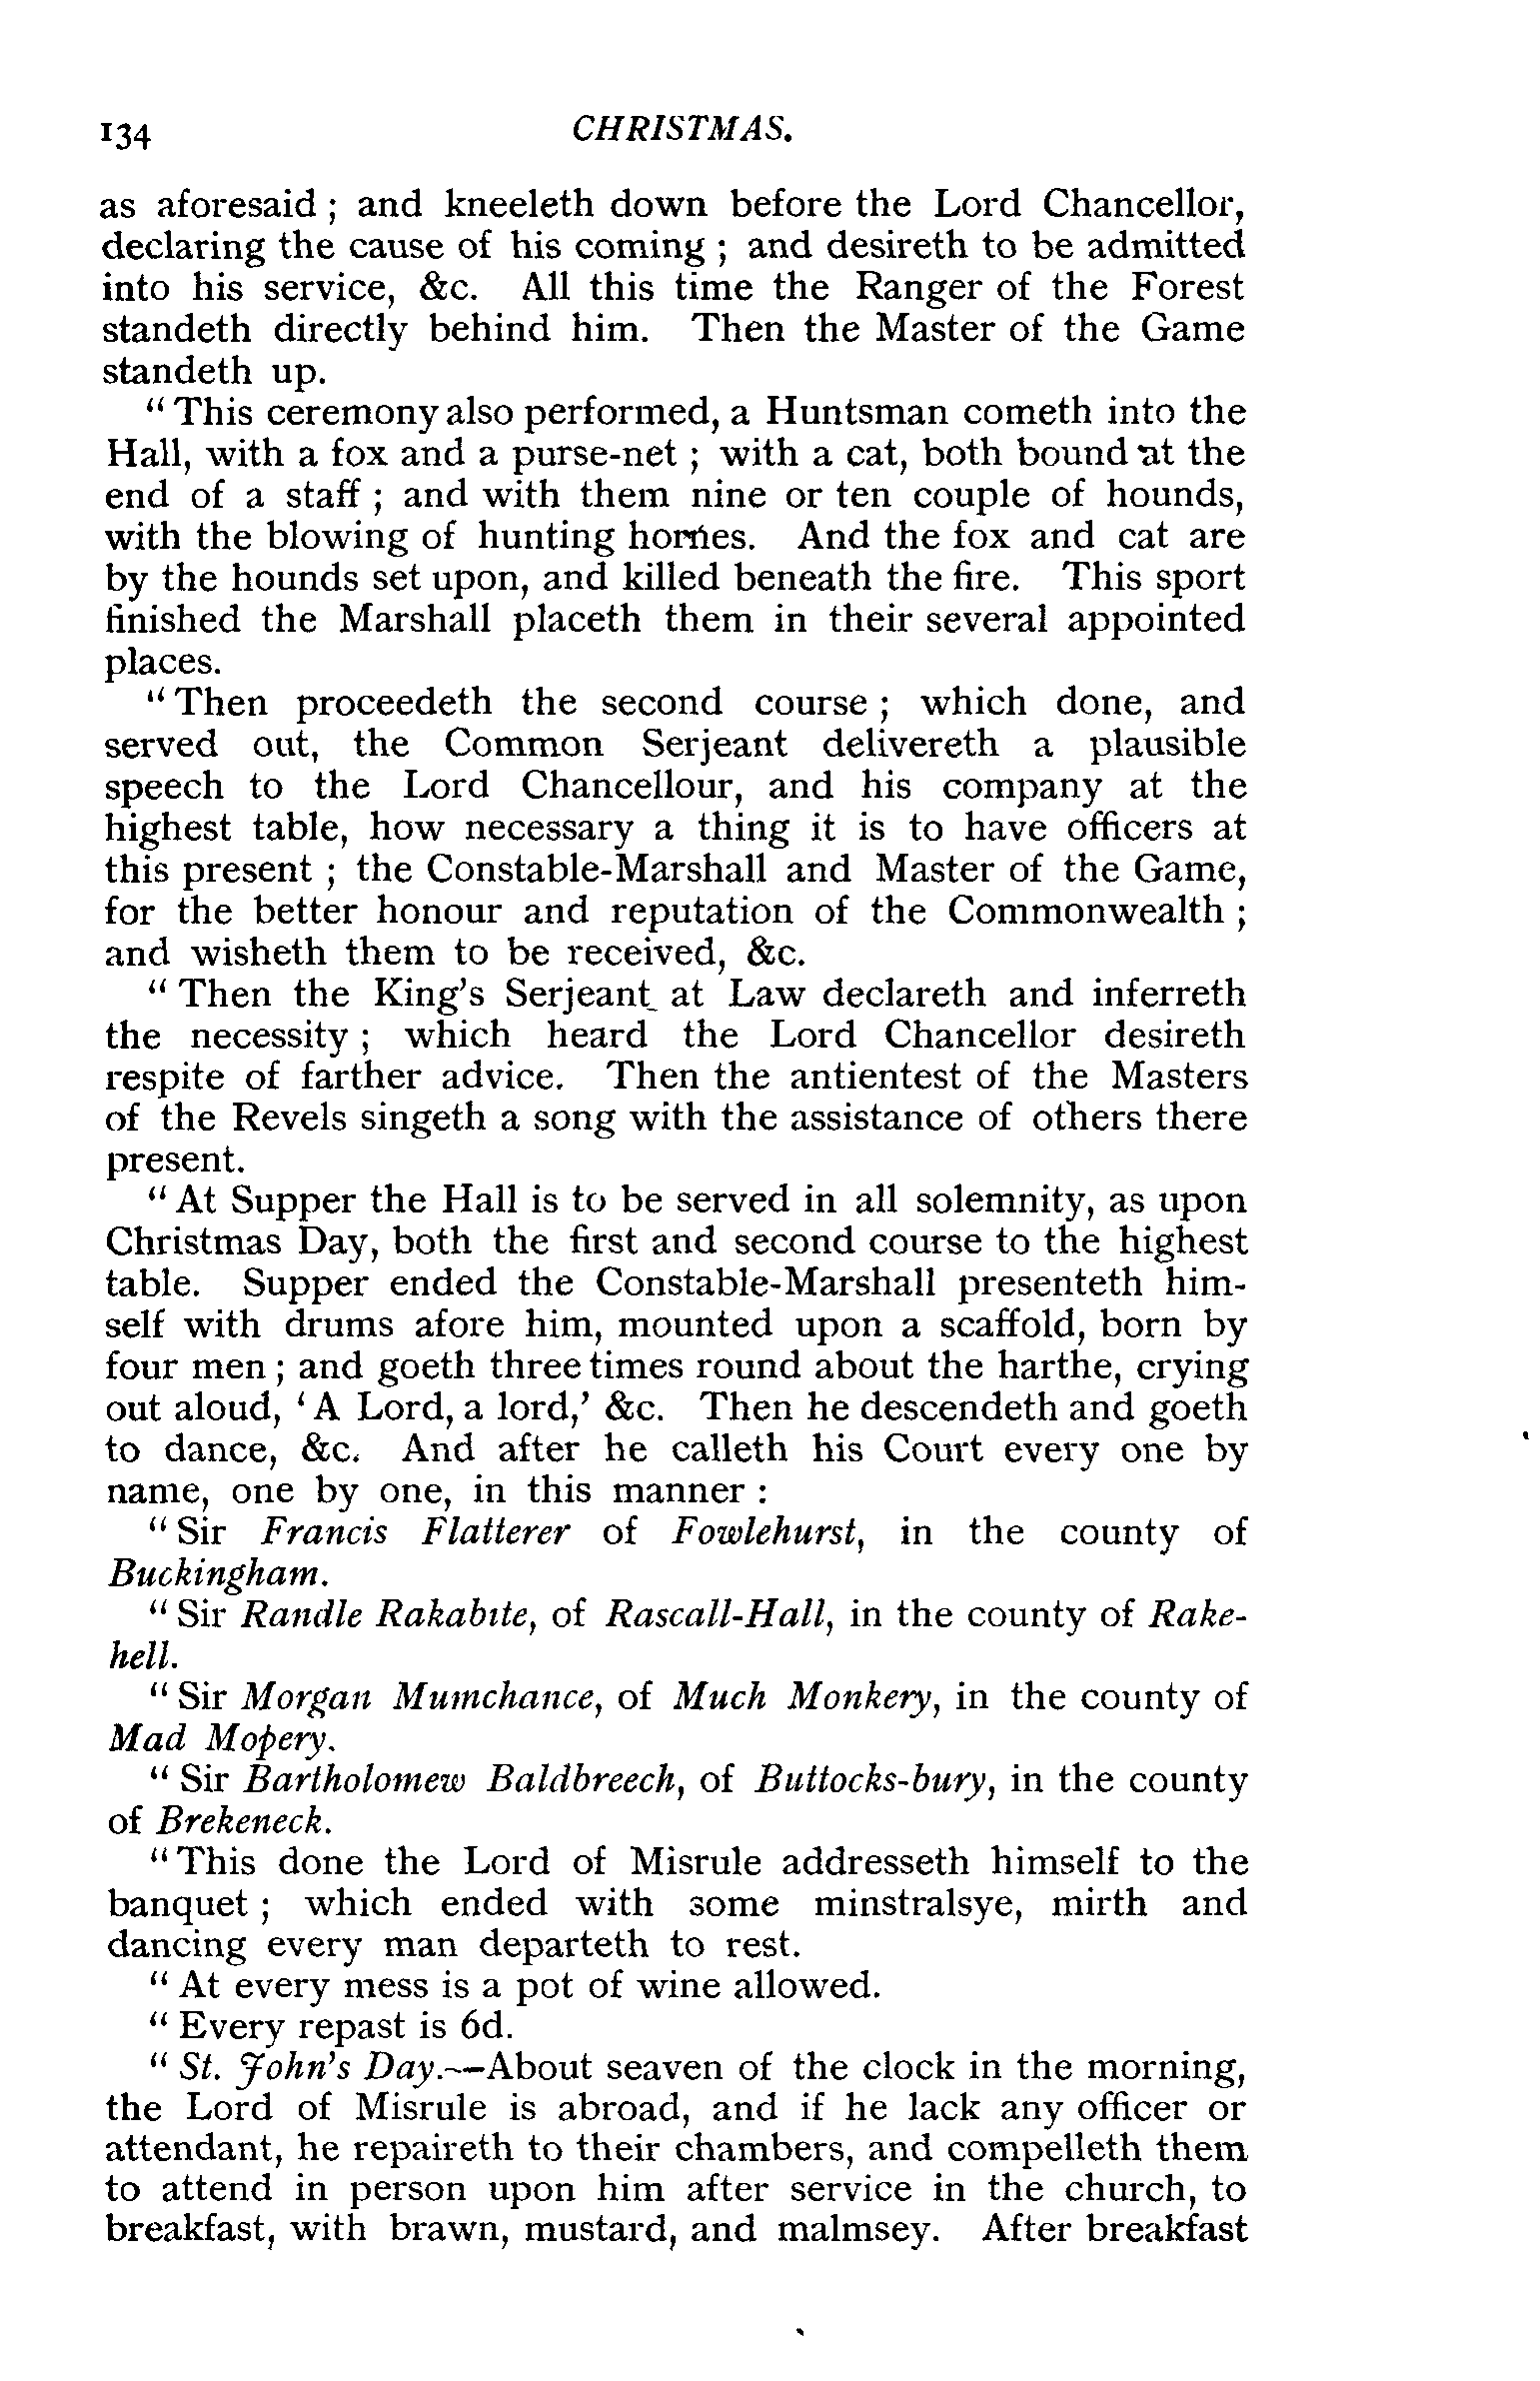 134 CHRISTMAS.
as aforesaid ; and kneeleth down before the Lord Chancellor,
declaring the cause of his coming ; and desireth to be admitted
into his service, &c. All this time the Ranger of the Forest
standeth directly behind him. Then the Master of the Game
standeth up.
" This ceremony also performed, a Huntsman cometh into the
Hall, with a fox and a purse-net ; with a cat, both bound at the
end of a staff ; and with them nine or ten couple of hounds,
with the blowing of hunting hornes. And the fox and cat are
by the hounds set upon, and killed beneath the fire. This sport
finished the Marshall placeth them in their several appointed
places.
" Then proceedeth the second course ; which done, and
served out, the Common Serjeant delivereth a plausible
speech to the Lord Chancellour, and his company at the
highest table, how necessary a thing it is to have officers at
this present ; the Constable-Marshall and Master of the Game,
for the better honour and reputation of the Commonwealth ;
and wisheth them to be received, &c.
" Then the King's Serjeant at Law declareth and inferreth
the necessity ; which heard the Lord Chancellor desireth
respite of farther advice. Then the antientest of the Masters
of the Revels singeth a song with the assistance of others there
present.
" At Supper the Hall is to be served in all solemnity, as upon
Christmas Day, both the first and second course to the highest
table. Supper ended the Constable-Marshall presenteth him-
self with drums afore him, mounted upon a scaffold, born by
four men ; and goeth three times round about the harthe, crying
out aloud, ' A Lord, a lord,' &c. Then he descendeth and goeth
to dance, &c. And after he calleth his Court every one by
name, one by one, in this manner :
" Sir Francis Flatterer of Fowlehurst, in the county of
Buckingham.
" Sir Randle Rakabite, of Rascall-Hall, in the county of Rake-
hell.
" Sir Morgan Mumchance, of Much Monkery, in the county of
Mad Mopery.
" Sir Bartholomew Baldbreech, of Buttocks-bury, in the county
of Brekeneck.
" This done the Lord of Misrule addresseth himself to the
banquet ; which ended with some minstralsye, mirth and
dancing every man departeth to rest.
" At every mess is a pot of wine allowed.
" Every repast is 6d.
" St. John's Day.—About seaven of the clock in the morning,
the Lord of Misrule is abroad, and if he lack any officer or
attendant, he repaireth to their chambers, and compelleth them
to attend in person upon him after service in the church, to
breakfast, with brawn, mustard, and malmsey. After breakfast